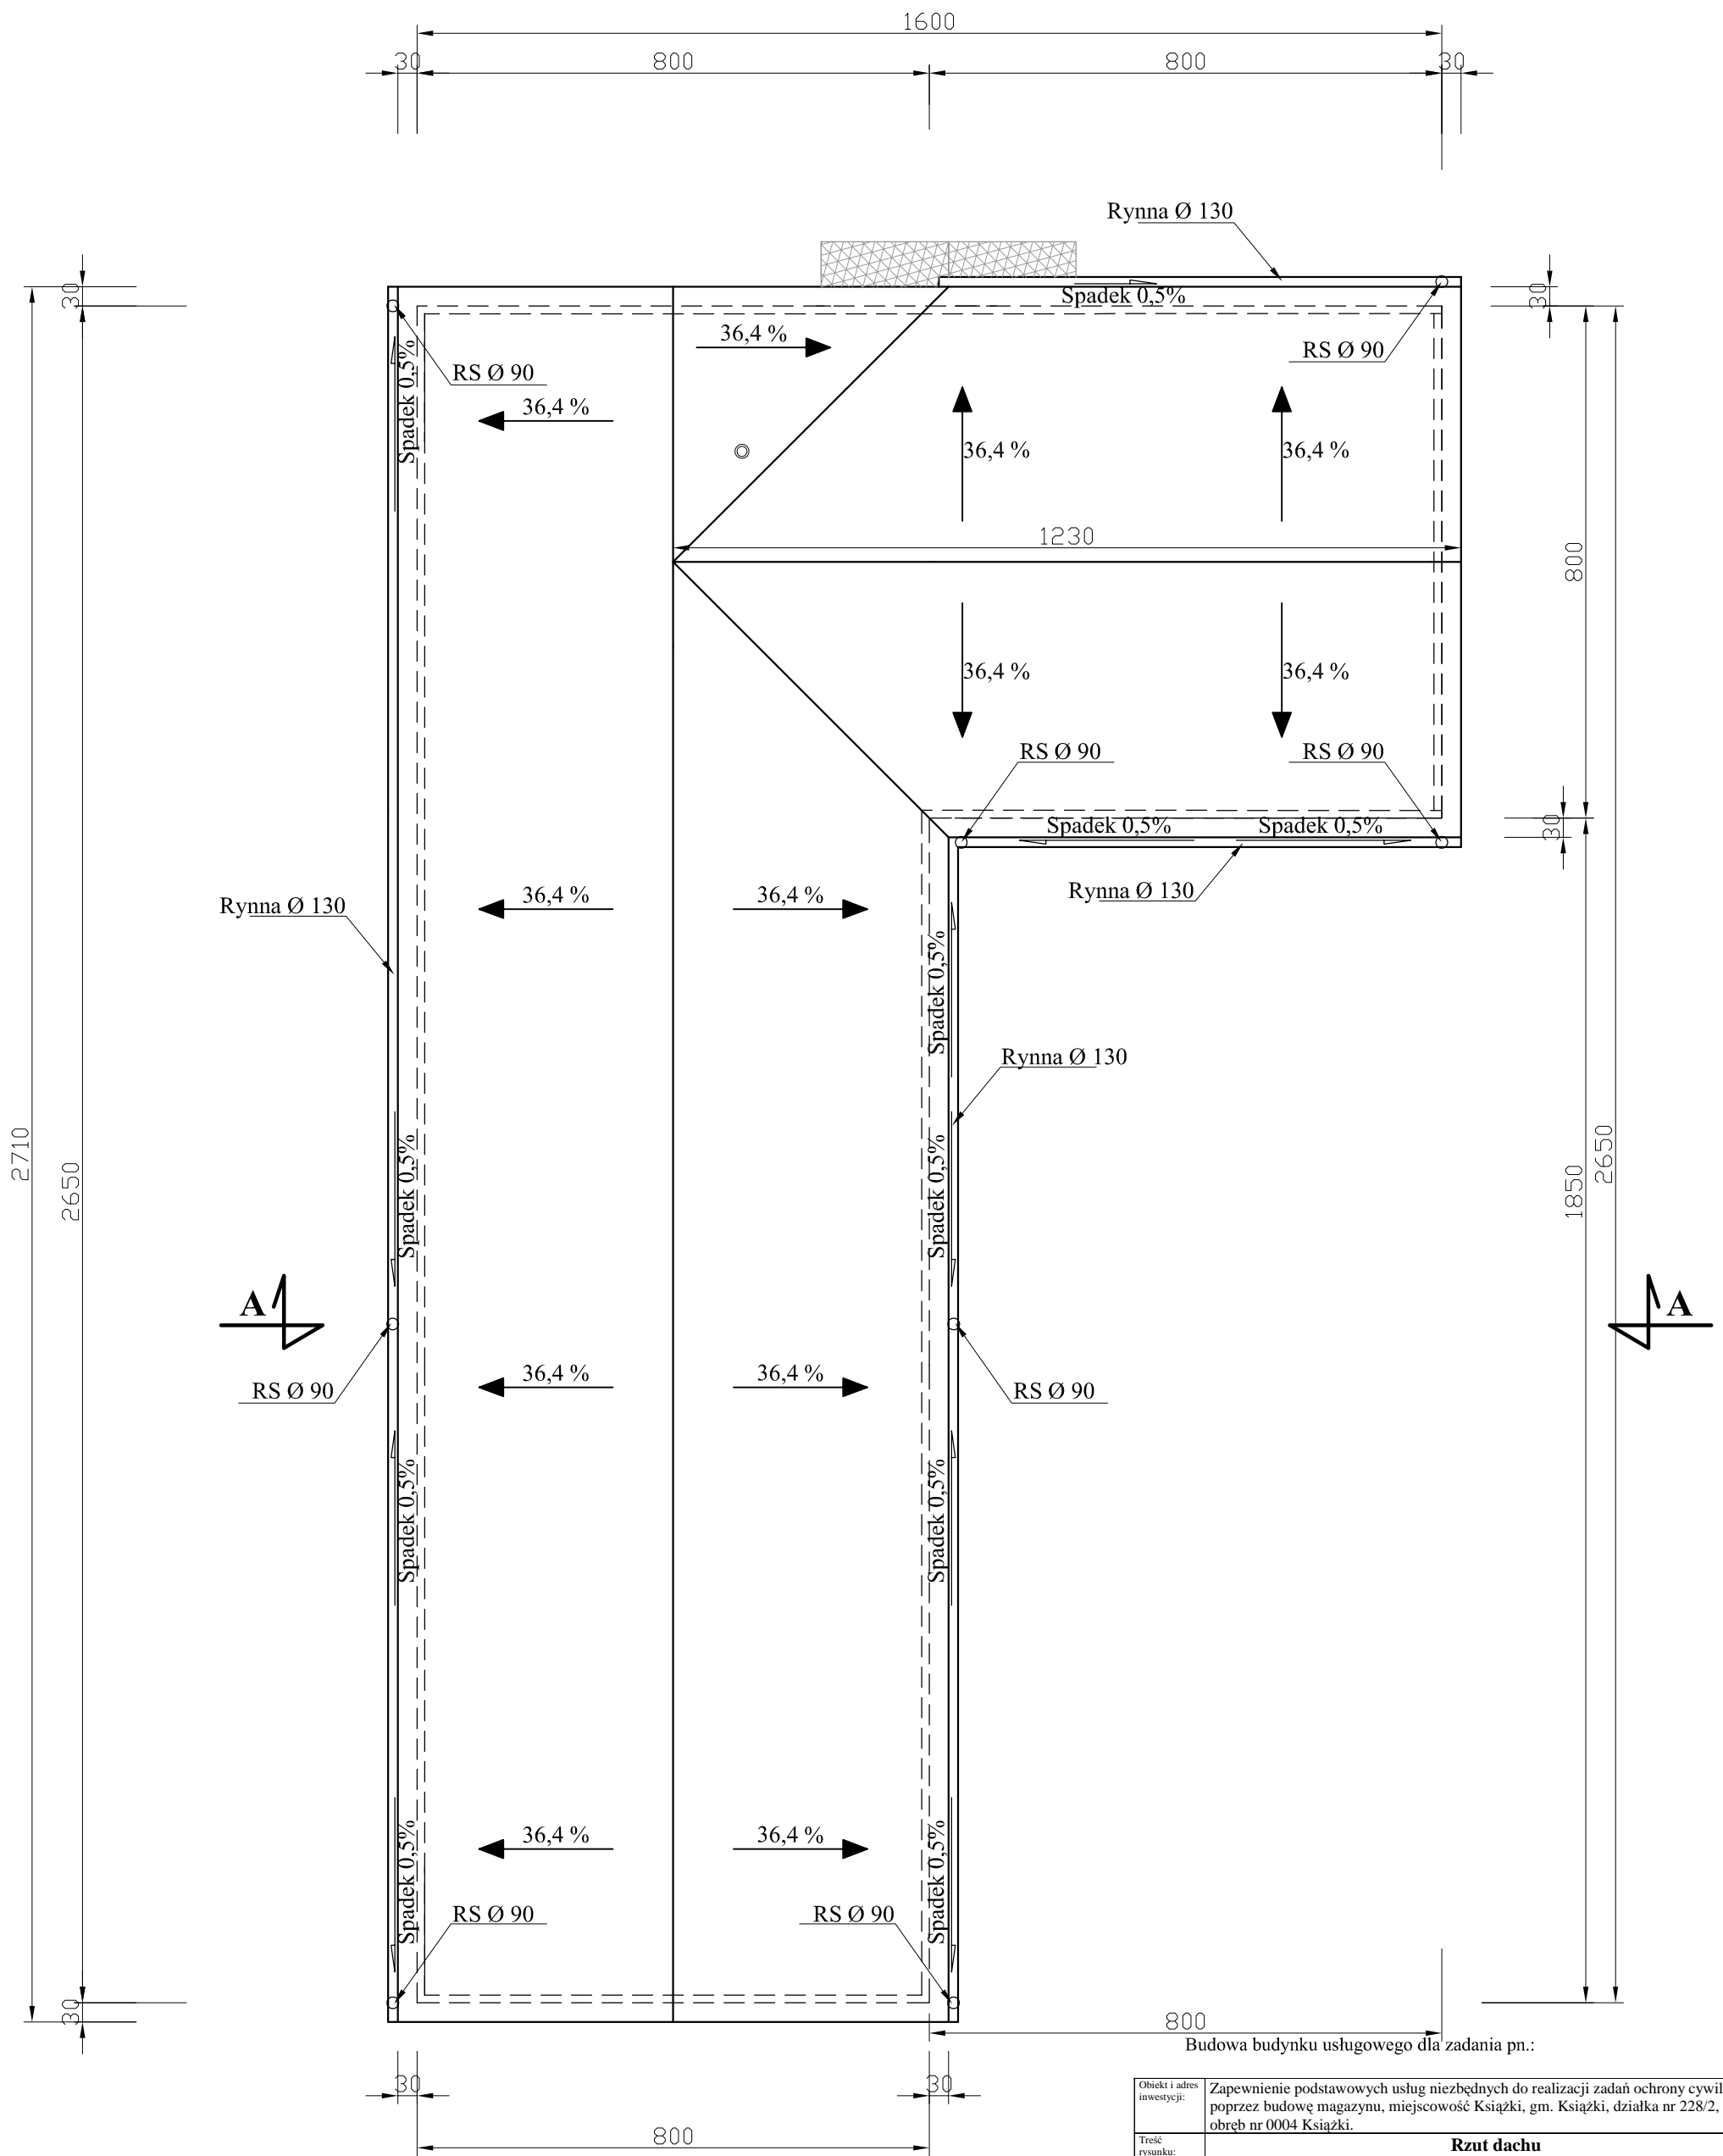 1600
30
800
800
30
Rynna Ø 130
30
Spadek 0,5%
30
36,4 %
RS Ø 90
RS Ø 90
Spadek 0,5%
36,4 %
36,4 %
36,4 %
1230
800
36,4 %
36,4 %
RS Ø 90
RS Ø 90
Spadek 0,5%
Spadek 0,5%
30
Rynna Ø 130
36,4 %
36,4 %
Rynna Ø 130
Spadek 0,5%
Rynna Ø 130
2710
2650
Spadek 0,5%
Spadek 0,5%
1850
2650
A
A
RS Ø 90
36,4 %
36,4 %
RS Ø 90
Spadek 0,5%
Spadek 0,5%
36,4 %
36,4 %
Spadek 0,5%
Spadek 0,5%
RS Ø 90
RS Ø 90
30
800
Budowa budynku usługowego dla zadania pn.:
30
30
800
Obiekt i adres
inwestycji:
Zapewnienie podstawowych usług niezbędnych do realizacji zadań ochrony cywil
poprzez budowę magazynu, miejscowość Książki, gm. Książki, działka nr 228/2,
obręb nr 0004 Książki.
Treść
rysunku:
Rzut dachu